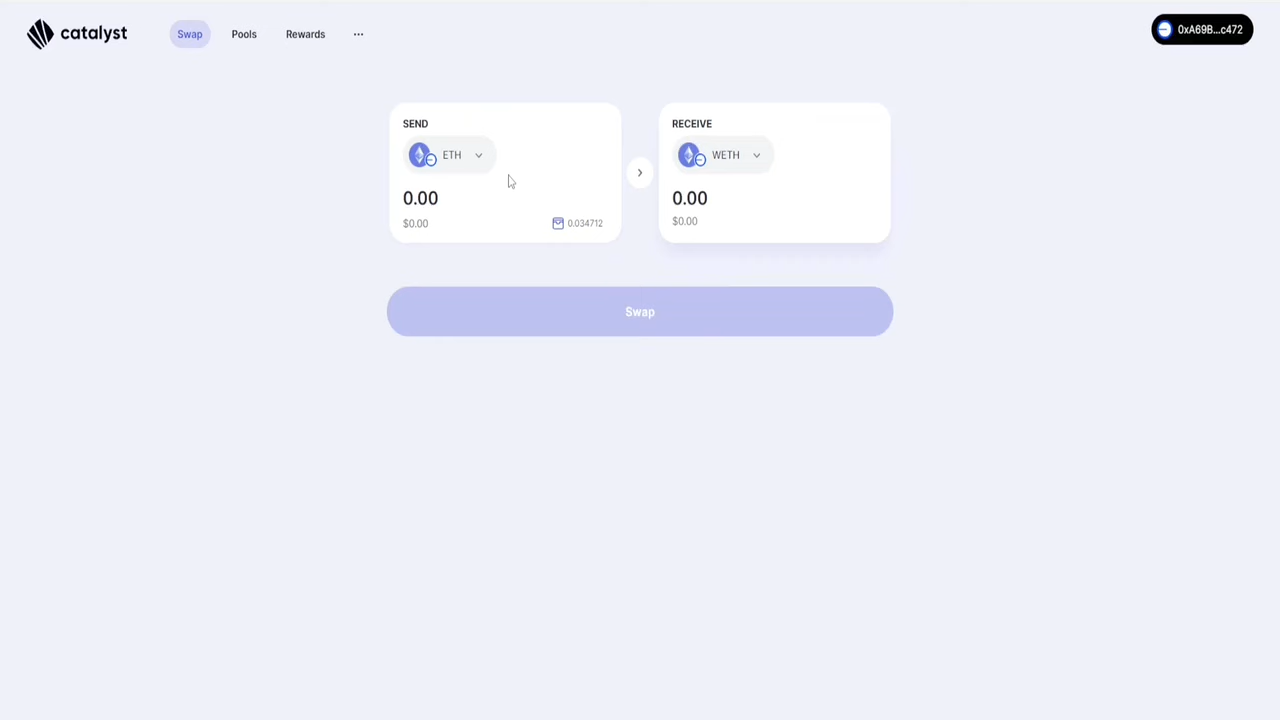 catalyst
Swap
Pools
Rewards
...
0xA69B...c472
SEND
ETH
0.00
$0.00
0.034712
RECEIVE
WETH
0.00
$0.00
Swap